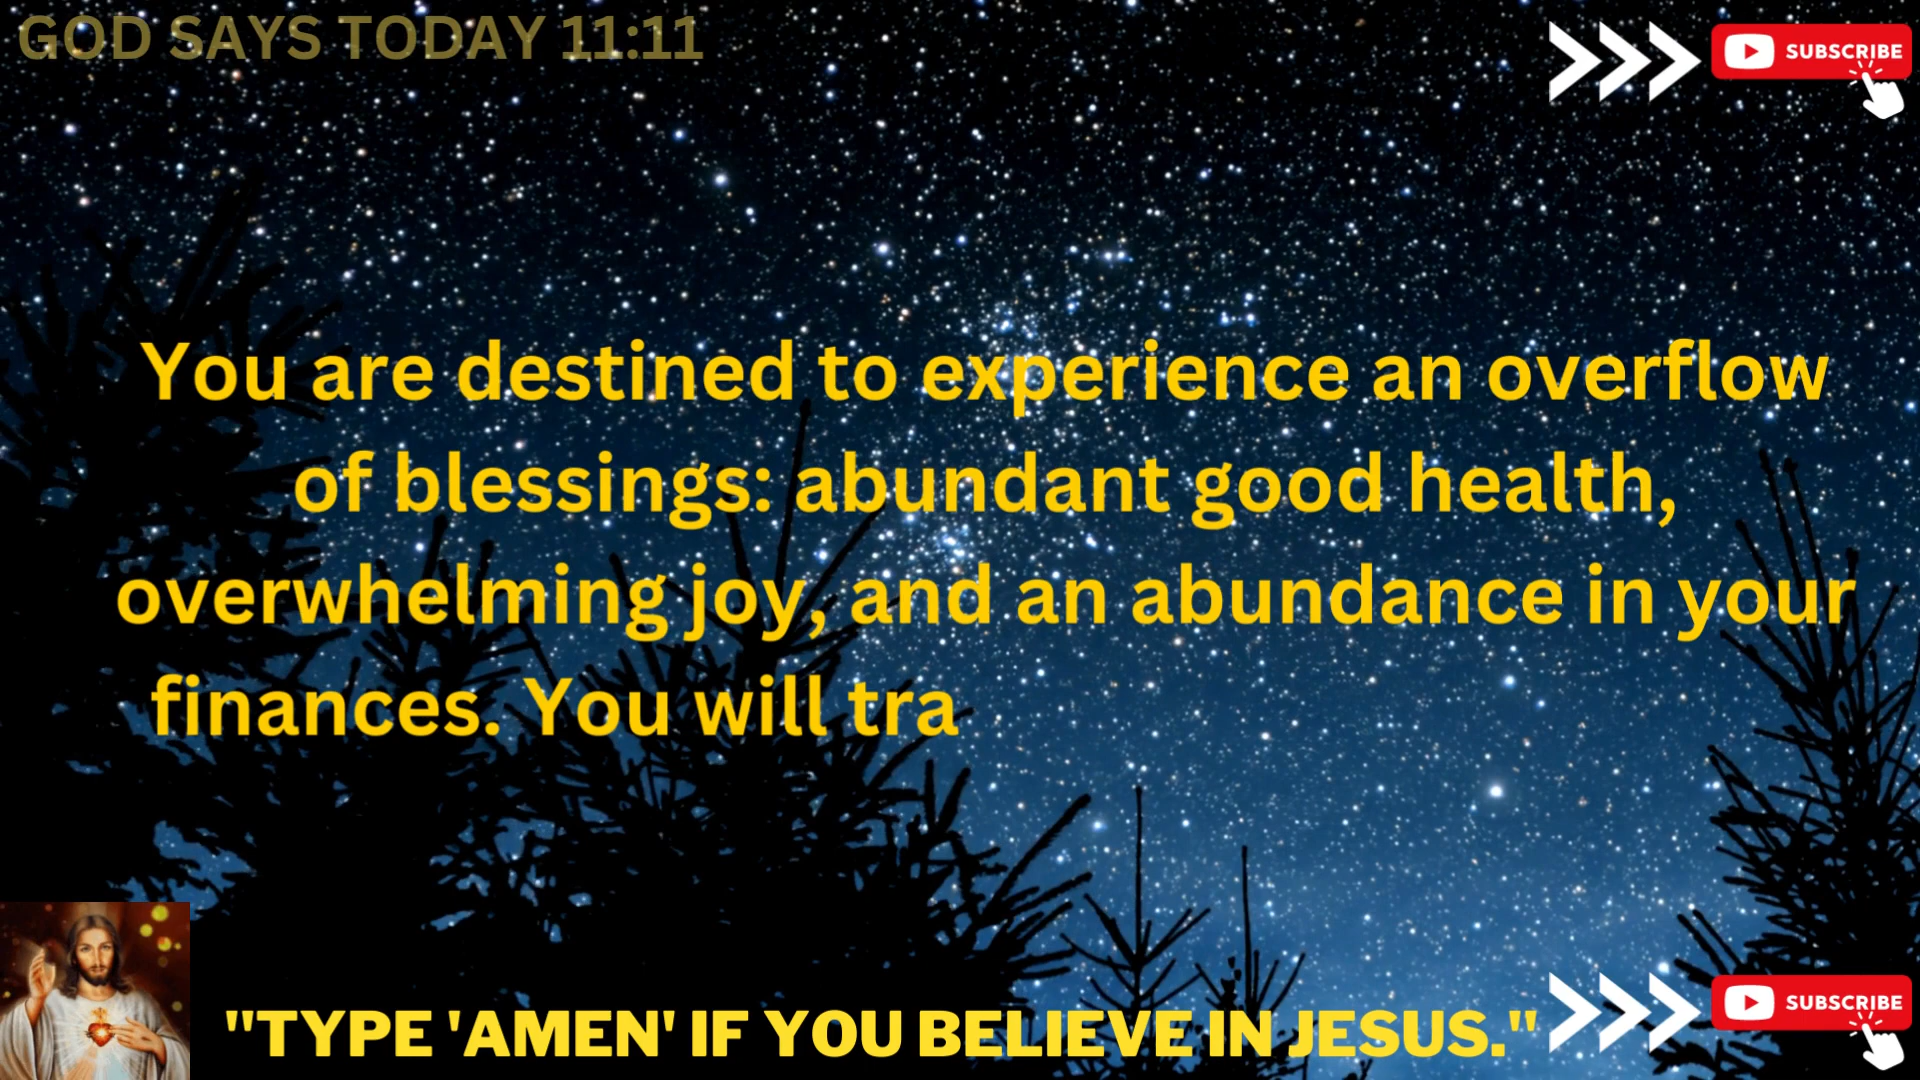 GOD SAYS TODAY 11:11
SUBSCRIBE
You are destined to experience an overflow
of blessings: abundant good health,
overwhelming joy, and an abundance in your
finances. You will tra
"TYPE 'AMEN' IF YOU BELIEVE IN JESUS."
SUBSCRIBE